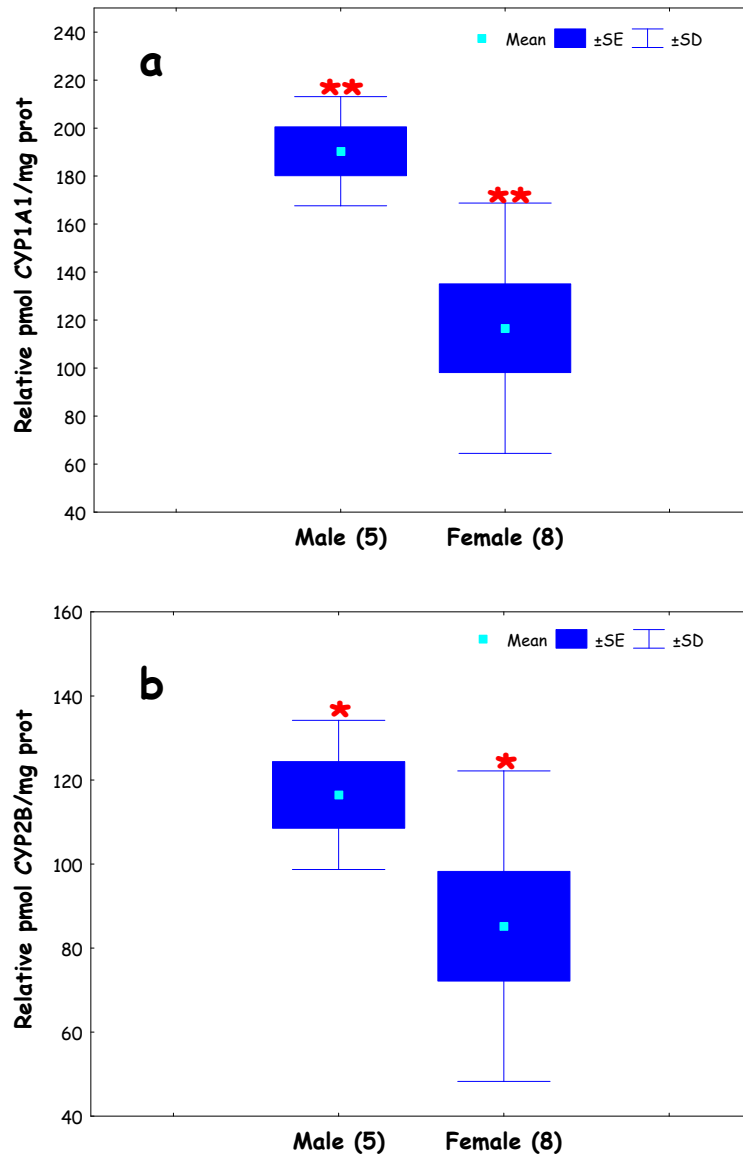 240
220
200
180
160
140
120
100
80
60
40
Relative pmol CYP1A1/mg prot
a
Mean ±SE ±SD
**
**
Male (5) Female (8)
160
140
120
100
80
60
40
Relative pmol CYP2B/mg prot
b
Mean ±SE ±SD
*
*
Male (5) Female (8)